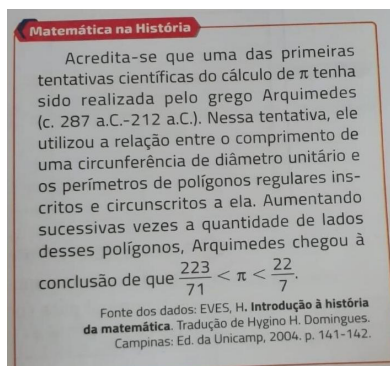 Matemática na História
Acredita-se que uma das primeiras
tentativas científicas do cálculo de π tenha
sido realizada pelo grego Arquimedes
(c. 287 a.C.-212 a.C.). Nessa tentativa, ele
utilizou a relação entre o comprimento de
uma circunferência de diâmetro unitário e
os perímetros de polígonos regulares ins-
critos e circunscritos a ela. Aumentando
sucessivas vezes a quantidade de lados
desses polígonos, Arquimedes chegou à
conclusão de que 223/71 < π < 22/7.
Fonte dos dados: EVES, H. Introdução à história
da matemática. Tradução de Hygino H. Domingues.
Campinas: Ed. da Unicamp, 2004. p. 141-142.